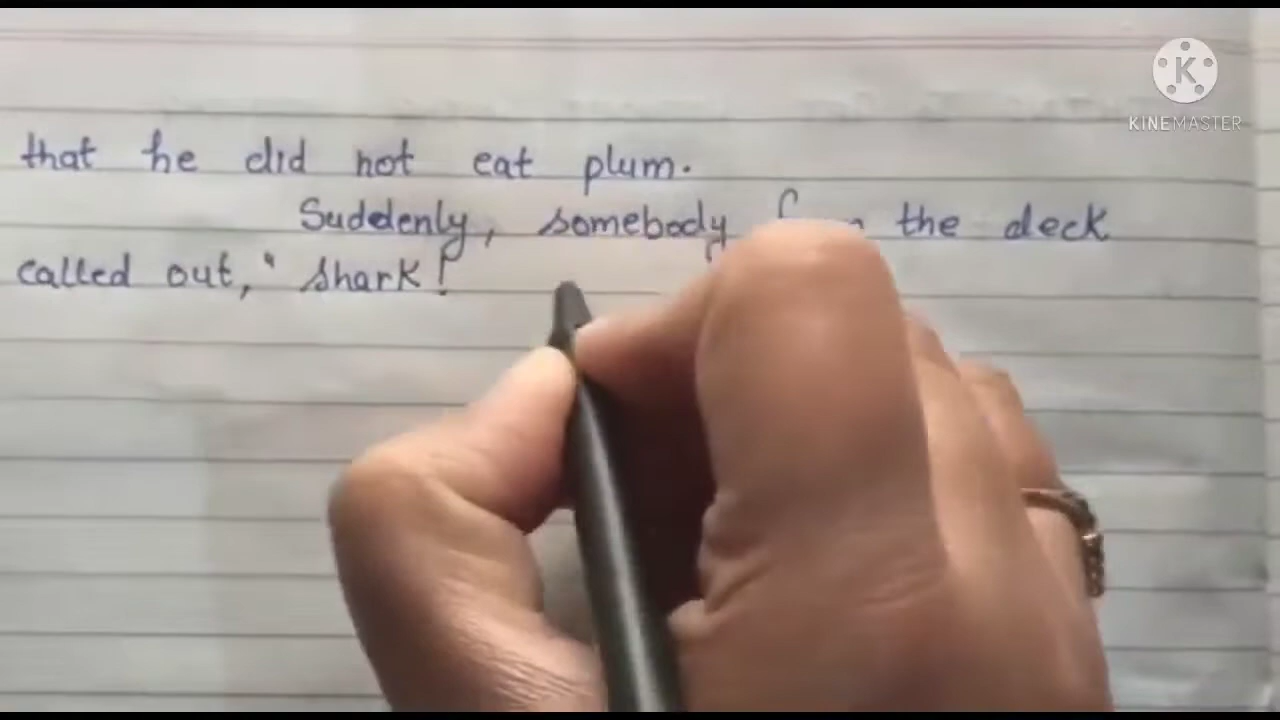 KINEMASTER
that he did not eat plum.
Suddenly, somebody the deck
called out, " shark!